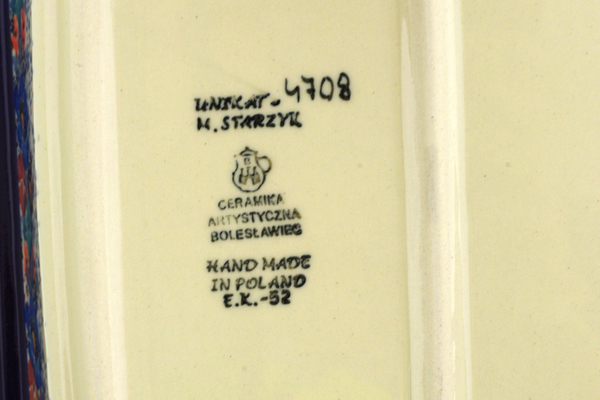 UNIKAT- 4708
M. STARZYK
CERAMIKA
ARTYSTYCZNA
BOLESŁAWIEC
HAND MADE
IN POLAND
E.K.-52